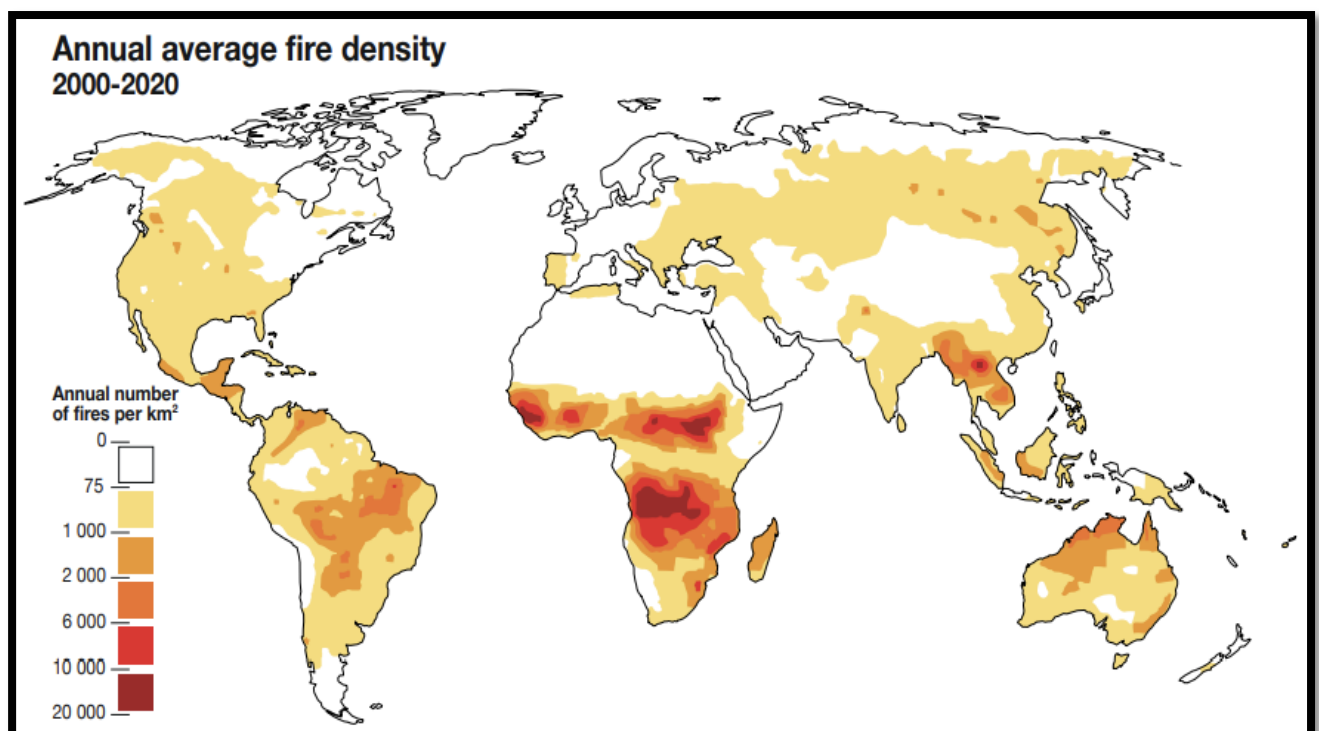 Annual average fire density
2000-2020
Annual number
of fires per km²
0
75
1 000
2 000
6 000
10 000
20 000